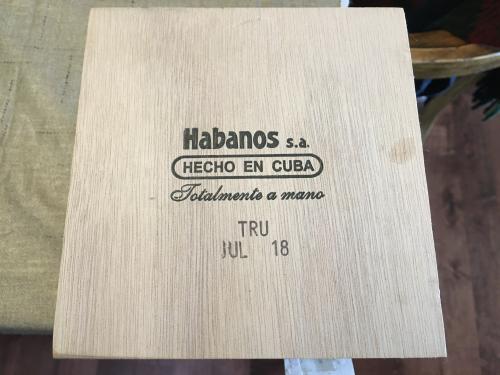 Habanos s.a.
HECHO EN CUBA
Totalmente a mano
TRU
JUL 18